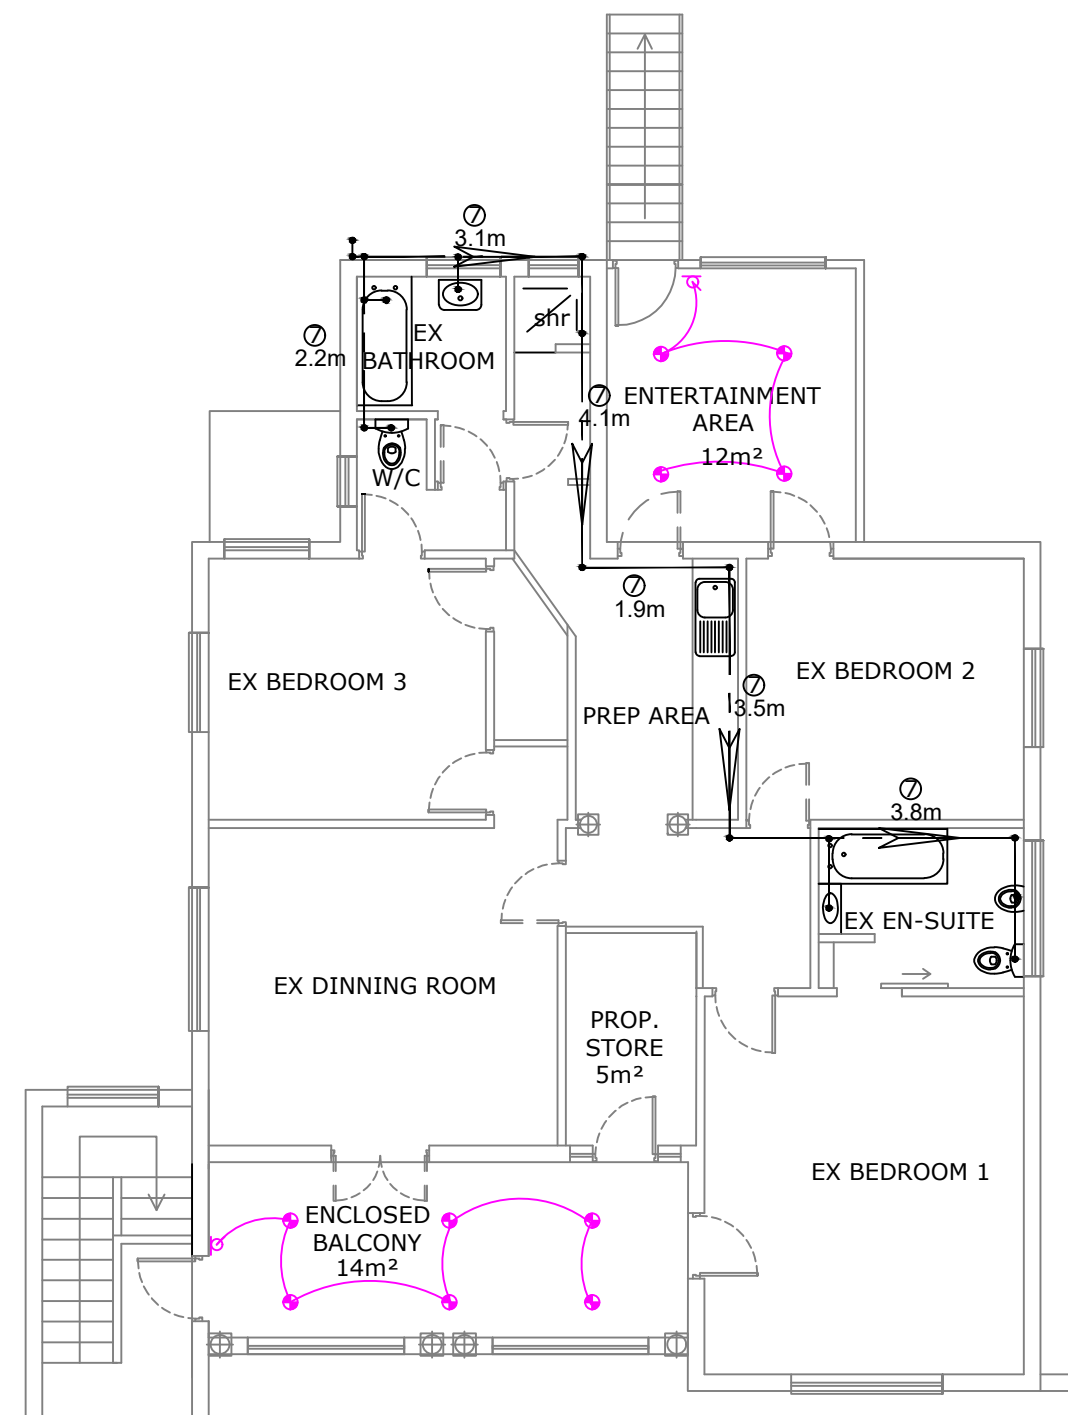 7
3.1m
shr
7
2.2m
EX
BATHROOM
7
4.1m
ENTERTAINMENT
AREA
12m²
W/C
7
1.9m
EX BEDROOM 3
EX BEDROOM 2
7
3.5m
PREP AREA
7
3.8m
EX EN-SUITE
EX DINNING ROOM
PROP.
STORE
5m²
EX BEDROOM 1
ENCLOSED
BALCONY
14m²